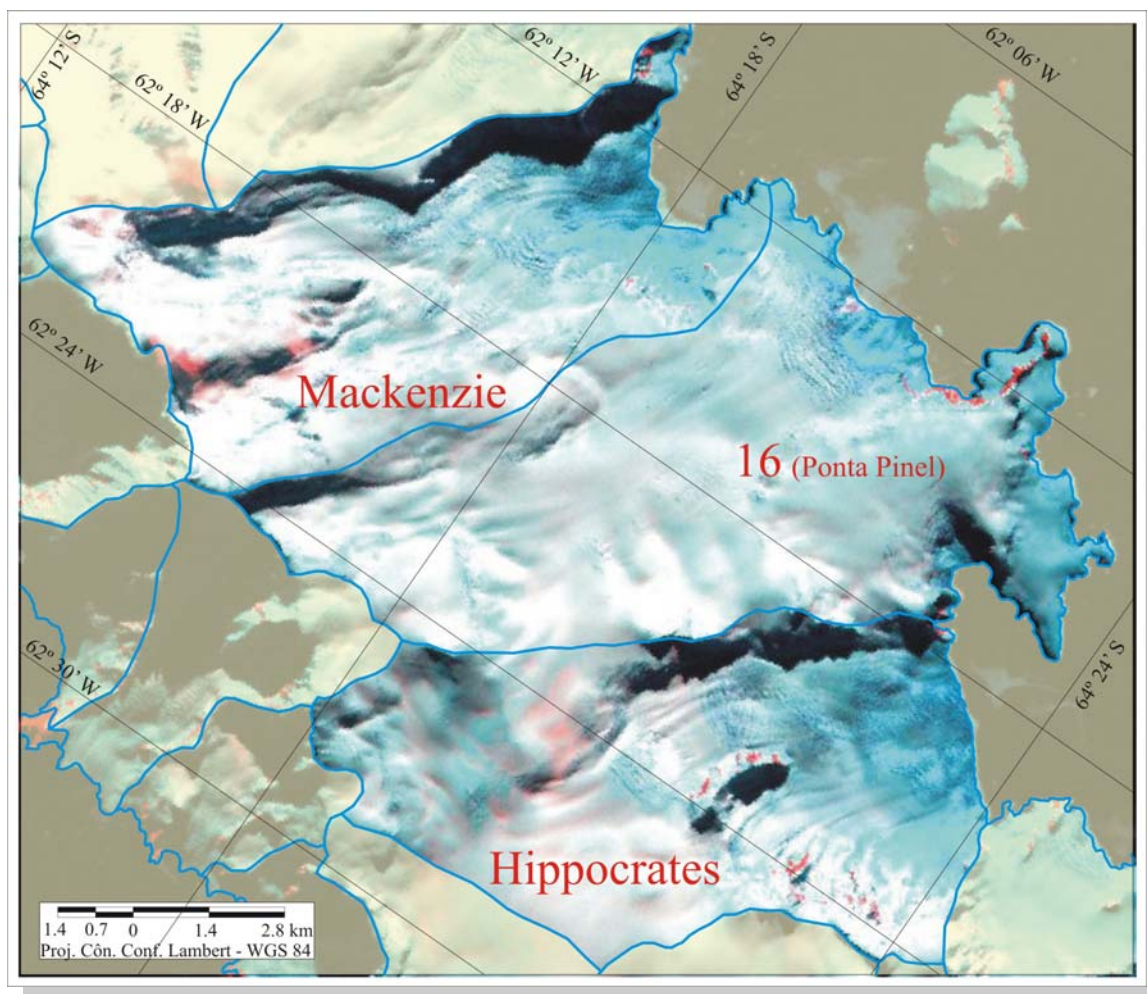 64° 12' S
62° 18' W
62° 12' W
64° 18' S
62° 06' W
62° 24' W
Mackenzie
16 (Ponta Pinel)
62° 30' W
64° 24' S
Hippocrates
1.4 0.7 0 1.4 2.8 km
Proj. Côn. Conf. Lambert - WGS 84